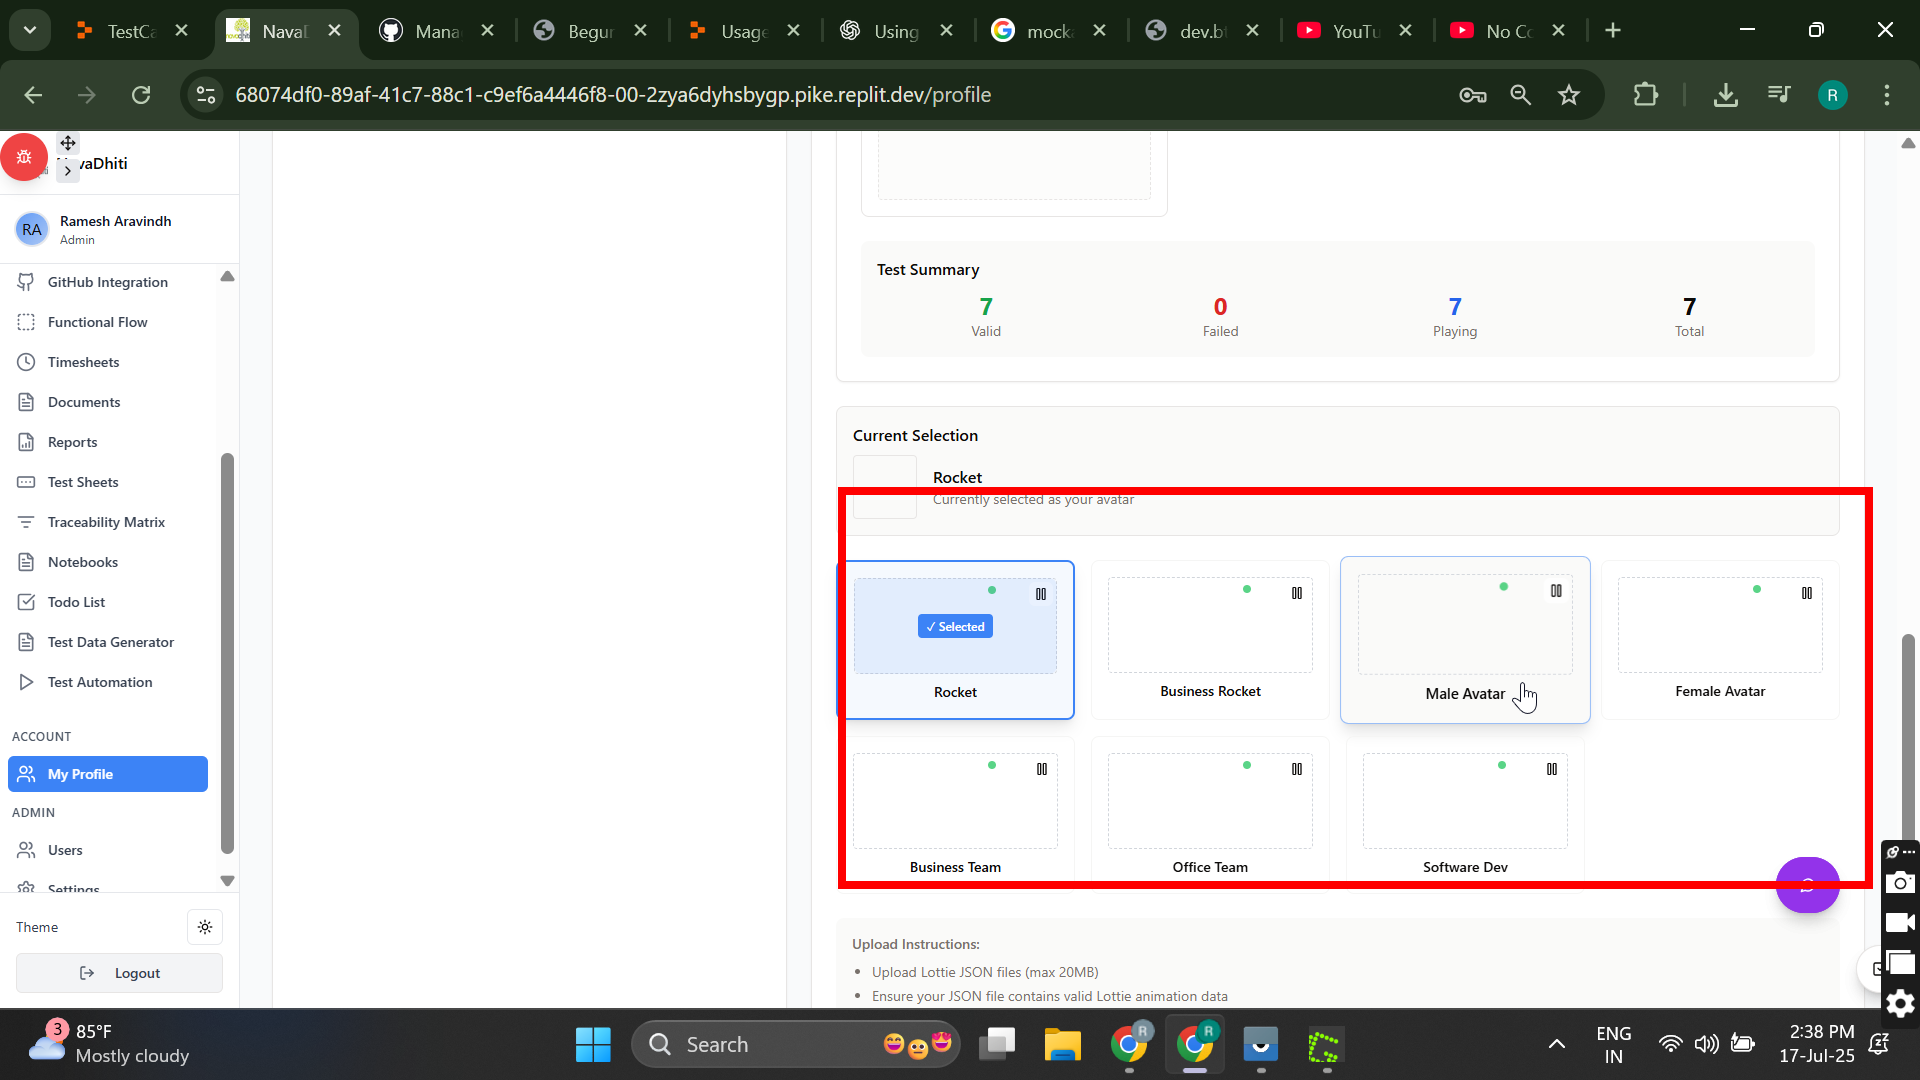 TestCa
NavaD
Mana
Begur
Usage
Using
mocka
dev.bt
YouTu
No Co
68074df0-89af-41c7-88c1-c9ef6a4446f8-00-2zya6dyhsbygp.pike.replit.dev/profile
R
vaDhiti
RA
Ramesh Aravindh
Admin
GitHub Integration
Functional Flow
Timesheets
Documents
Reports
Test Sheets
Traceability Matrix
Notebooks
Todo List
Test Data Generator
Test Automation
ACCOUNT
My Profile
ADMIN
Users
Settings
Theme
Logout
Test Summary
7
0
7
7
Valid
Failed
Playing
Total
Current Selection
Rocket
Currently selected as your avatar
✓ Selected
Rocket
Business Rocket
Male Avatar
Female Avatar
Business Team
Office Team
Software Dev
Upload Instructions:
• Upload Lottie JSON files (max 20MB)
• Ensure your JSON file contains valid Lottie animation data
3
85°F
Mostly cloudy
Search
R
R
ENG
IN
2:38 PM
17-Jul-25